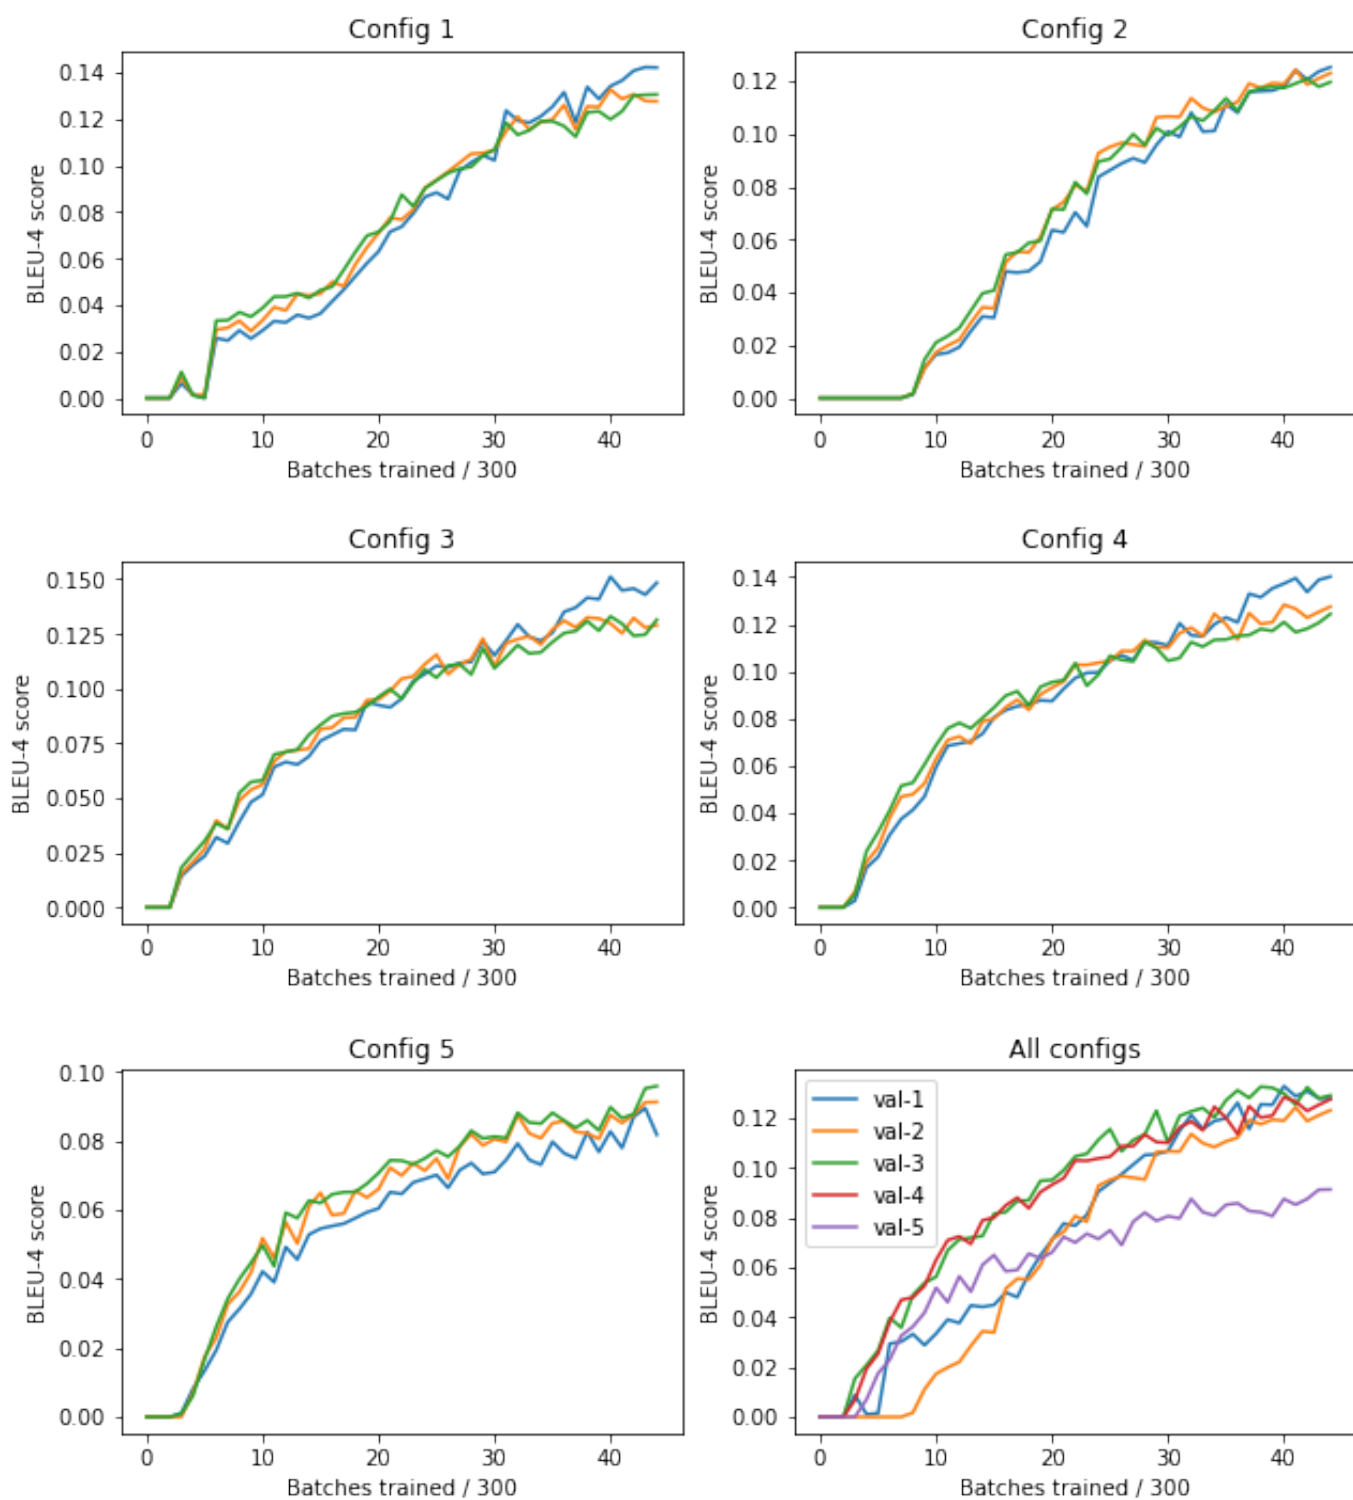 Config 1
0.14
0.12
0.10
0.08
0.06
0.04
0.02
0.00
BLEU-4 score
0 10 20 30 40
Batches trained / 300
Config 2
0.12
0.10
0.08
0.06
0.04
0.02
0.00
BLEU-4 score
0 10 20 30 40
Batches trained / 300
Config 3
0.150
0.125
0.100
0.075
0.050
0.025
0.000
BLEU-4 score
0 10 20 30 40
Batches trained / 300
Config 4
0.14
0.12
0.10
0.08
0.06
0.04
0.02
0.00
BLEU-4 score
0 10 20 30 40
Batches trained / 300
Config 5
0.10
0.08
0.06
0.04
0.02
0.00
BLEU-4 score
0 10 20 30 40
Batches trained / 300
All configs
val-1
val-2
val-3
val-4
val-5
0.12
0.10
0.08
0.06
0.04
0.02
0.00
BLEU-4 score
0 10 20 30 40
Batches trained / 300